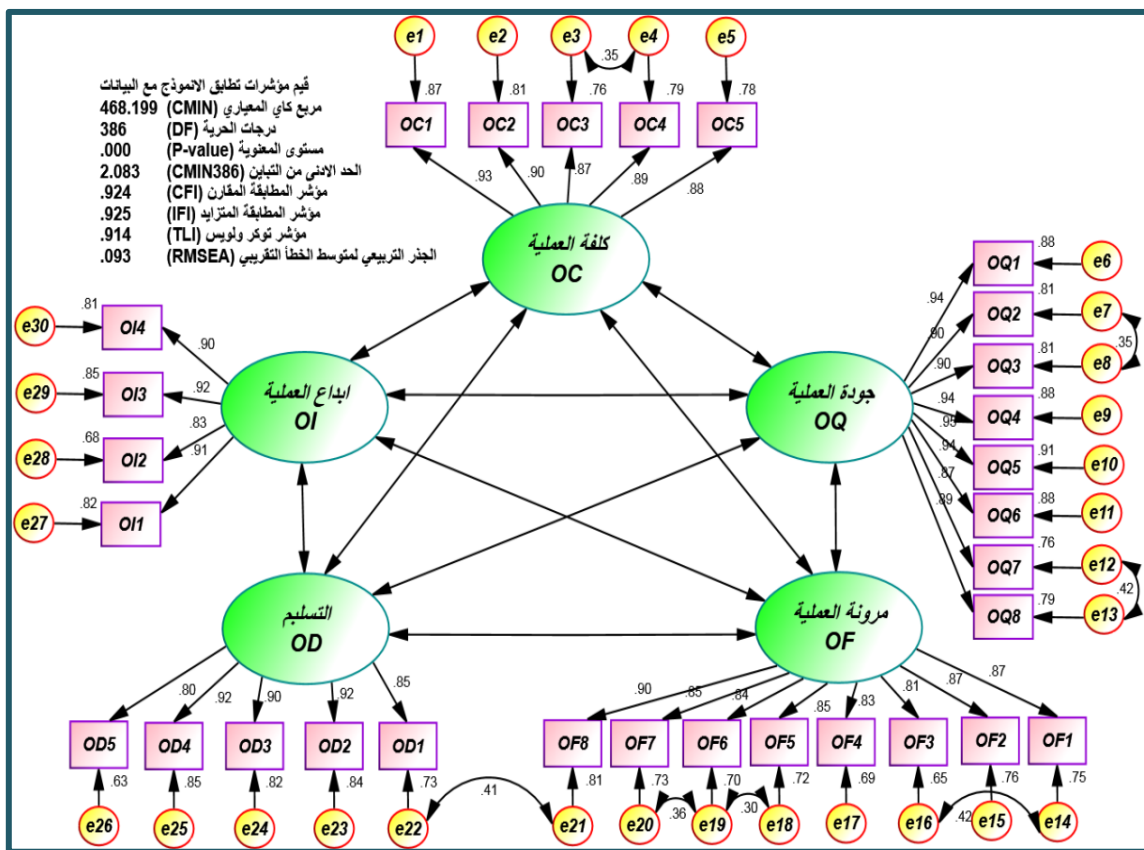 e1 e2 e3 e4 e5
.35
قيم مؤشرات تطابق الانموذج مع البيانات
مربع كاي المعياري (CMIN) 468.199
درجات الحرية (DF) 386
مستوى المعنوية (P-value) .000
الحد الادنى من التباين (CMIN386) 2.083
مؤشر المطابقة المقارن (CFI) .924
مؤشر المطابقة المتزايد (IFI) .925
مؤشر توكر ولويس (TLI) .914
الجذر التربيعي لمتوسط الخطأ التقريبي (RMSEA) .093
.87 .81 .76 .79 .78
OC1 OC2 OC3 OC4 OC5
.93 .90 .87 .89 .88
كلفة العملية
OC
OQ1 .88 e6
OQ2 .81 e7
OQ3 .81 e8
.35
OQ4 .88 e9
OQ5 .91 e10
OQ6 .88 e11
OQ7 .76 e12
OQ8 .79 e13
.42
.94
.90
.90
.94
.95
.94
.87
.89
جودة العملية
OQ
e30 .81 OI4
e29 .85 OI3
e28 .68 OI2
e27 .82 OI1
.90
.92
.83
.91
ابداع العملية
OI
التسليم
OD
مرونة العملية
OF
.80 .92 .90 .92 .85
OD5 OD4 OD3 OD2 OD1
.63 .85 .82 .84 .73
e26 e25 e24 e23 e22
.41
.90 .85 .84 .85 .83 .81 .87 .87
OF8 OF7 OF6 OF5 OF4 OF3 OF2 OF1
.81 .73 .70 .72 .69 .65 .76 .75
e21 e20 e19 e18 e17 e16 e15 e14
.36 .30 .42